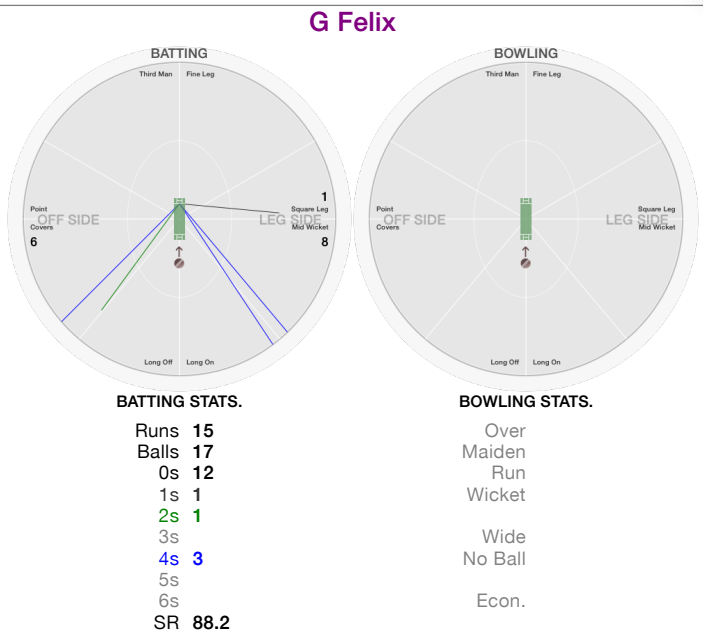 G Felix
BATTING
Third Man Fine Leg
1
Point
Square Leg
OFF SIDE
LEG SIDE
Covers
Mid Wicket
6
8
Long Off Long On
BATTING STATS.
Runs 15
Balls 17
0s 12
1s 1
2s 1
3s
4s 3
5s
6s
SR 88.2
BOWLING
Third Man Fine Leg
Point
Square Leg
OFF SIDE
LEG SIDE
Covers
Mid Wicket
Long Off Long On
BOWLING STATS.
Over
Maiden
Run
Wicket
Wide
No Ball
Econ.